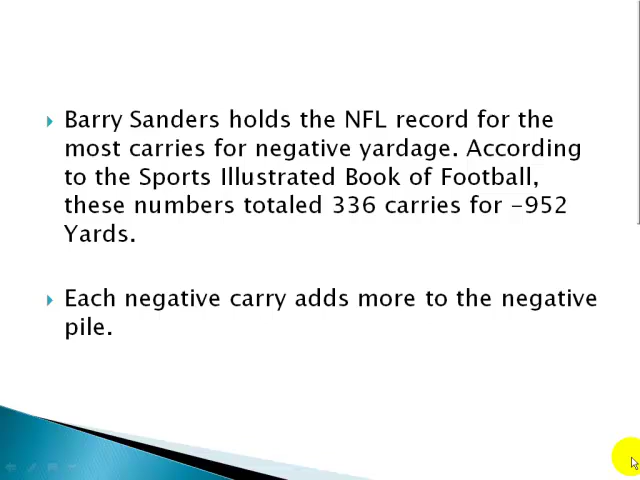 Barry Sanders holds the NFL record for the
most carries for negative yardage. According
to the Sports Illustrated Book of Football,
these numbers totaled 336 carries for -952
Yards.
Each negative carry adds more to the negative
pile.